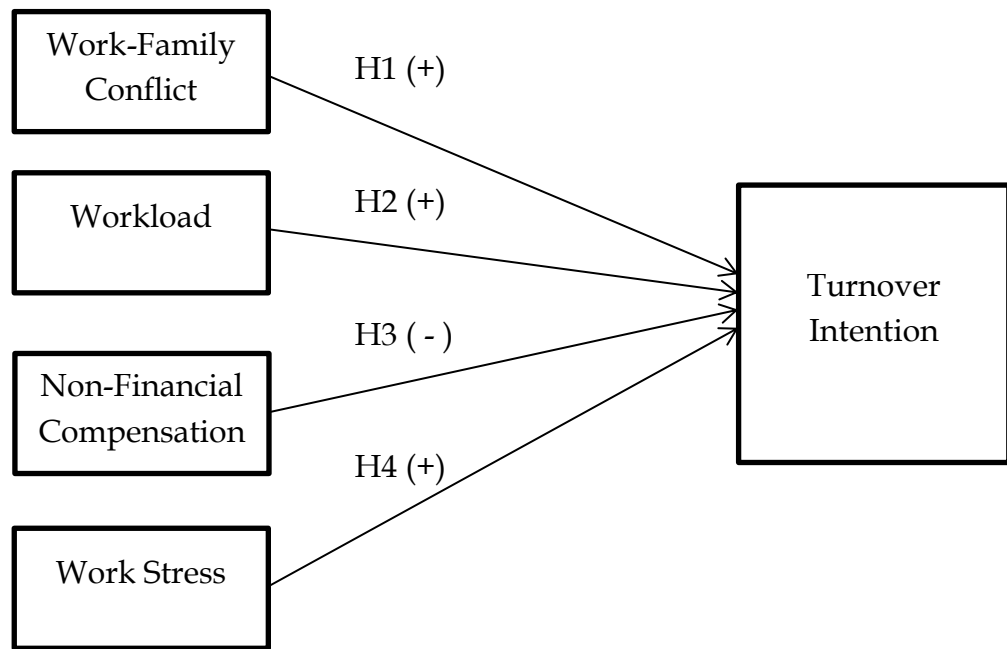 Work-Family
Conflict
H1 (+)
Workload
H2 (+)
Turnover
Intention
H3 ( - )
Non-Financial
Compensation
H4 (+)
Work Stress